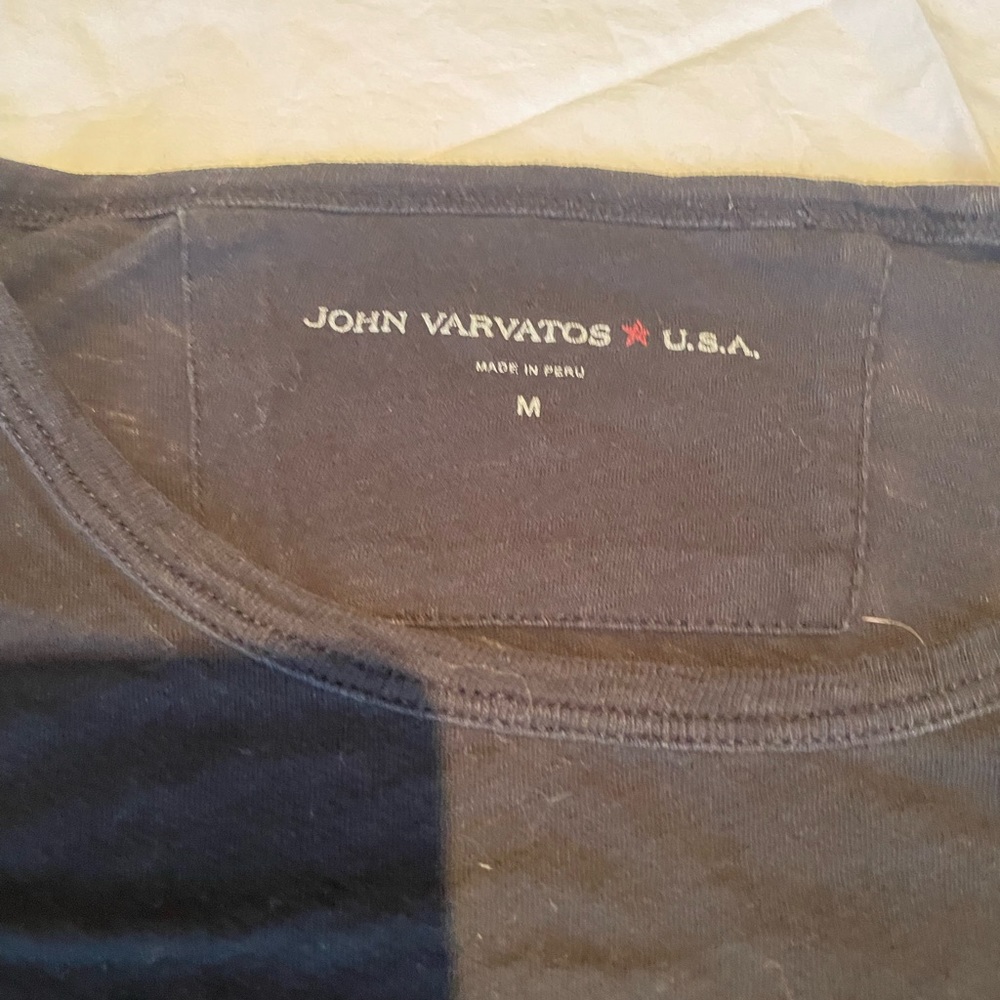 JOHN VARVATOS ★ U.S.A.
MADE IN PERU
M